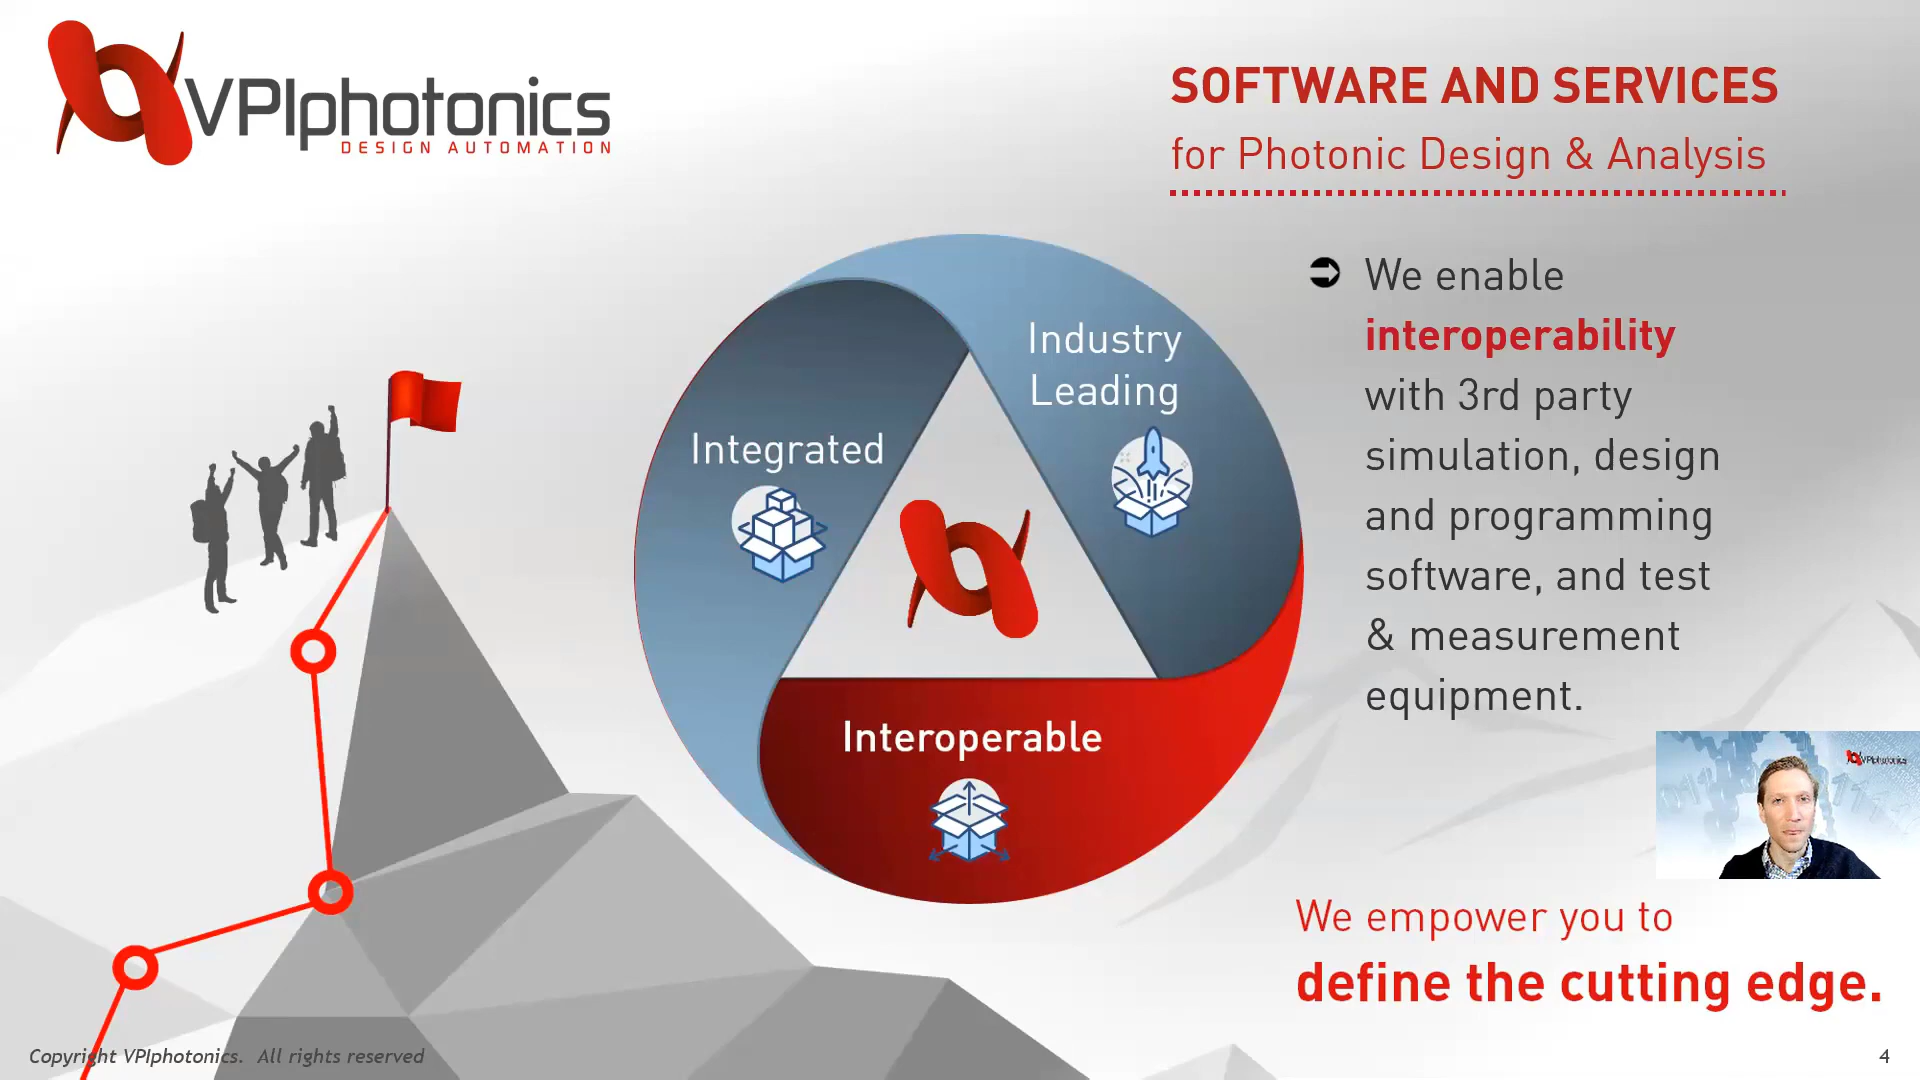 VPIphotonics
DESIGN AUTOMATION
SOFTWARE AND SERVICES
for Photonic Design & Analysis
Industry
Leading
Integrated
Interoperable
We enable
interoperability
with 3rd party
simulation, design
and programming
software, and test
& measurement
equipment.
VPIphotonics
We empower you to
define the cutting edge.
Copyright VPIphotonics. All rights reserved
4